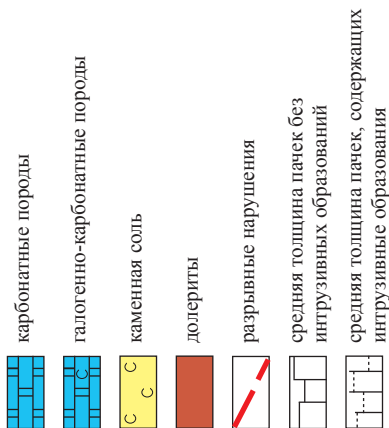 карбонатные породы
галогенно-карбонатные породы
С
каменная соль
С
С
С
долериты
разрывные нарушения
средняя толщина пачек без
интрузивных образований
средняя толщина пачек, содержащих
интрузивные образования